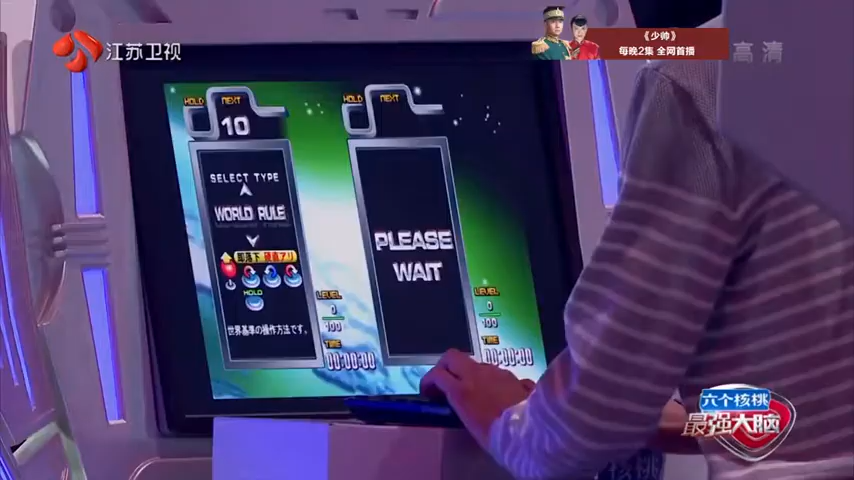 江苏卫视
《少帅》
每晚2集 全网首播
高清
HOLD NEXT
10
HOLD NEXT
SELECT TYPE
WORLD RULE
HOLD
世界基準の操作方法です。
LEVEL
0
100
TIME
00:00:00
PLEASE
WAIT
LEVEL
0
100
TIME
00:00:00
六个核桃
最强大脑